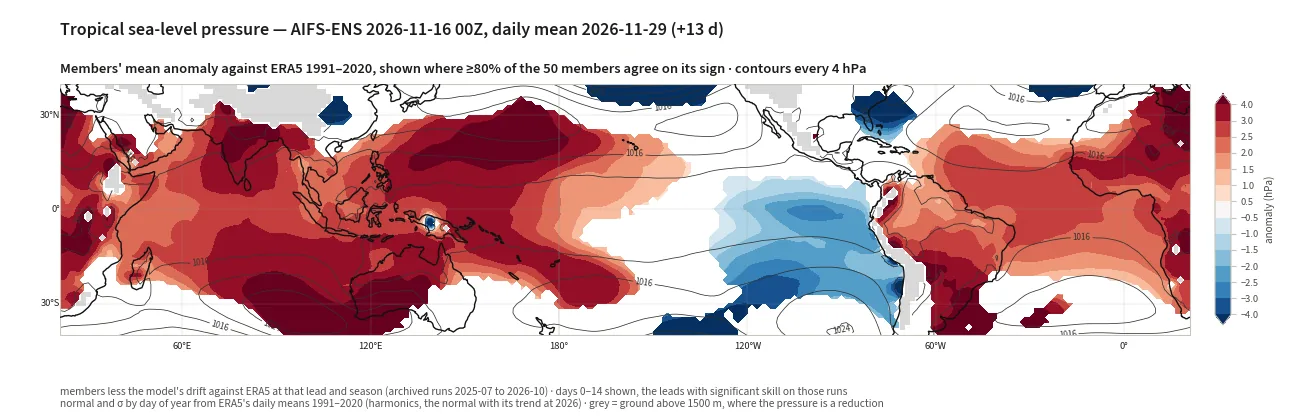 Tropical sea-level pressure — AIFS-ENS 2026-11-16 00Z, daily mean 2026-11-29 (+13 d)
Members' mean anomaly against ERA5 1991–2020, shown where ≥80% of the 50 members agree on its sign · contours every 4 hPa
30°N
0°
30°S
60°E
120°E
180°
120°W
60°W
0°
1016
1016
1016
1016
1016
1016
1016
1016
1016
1024
4.0
3.0
2.5
2.0
1.5
1.0
0.5
−0.5
−1.0
−1.5
−2.0
−2.5
−3.0
−4.0
anomaly (hPa)
members less the model's drift against ERA5 at that lead and season (archived runs 2025-07 to 2026-10) · days 0–14 shown, the leads with significant skill on those runs
normal and σ by day of year from ERA5's daily means 1991–2020 (harmonics, the normal with its trend at 2026) · grey = ground above 1500 m, where the pressure is a reduction